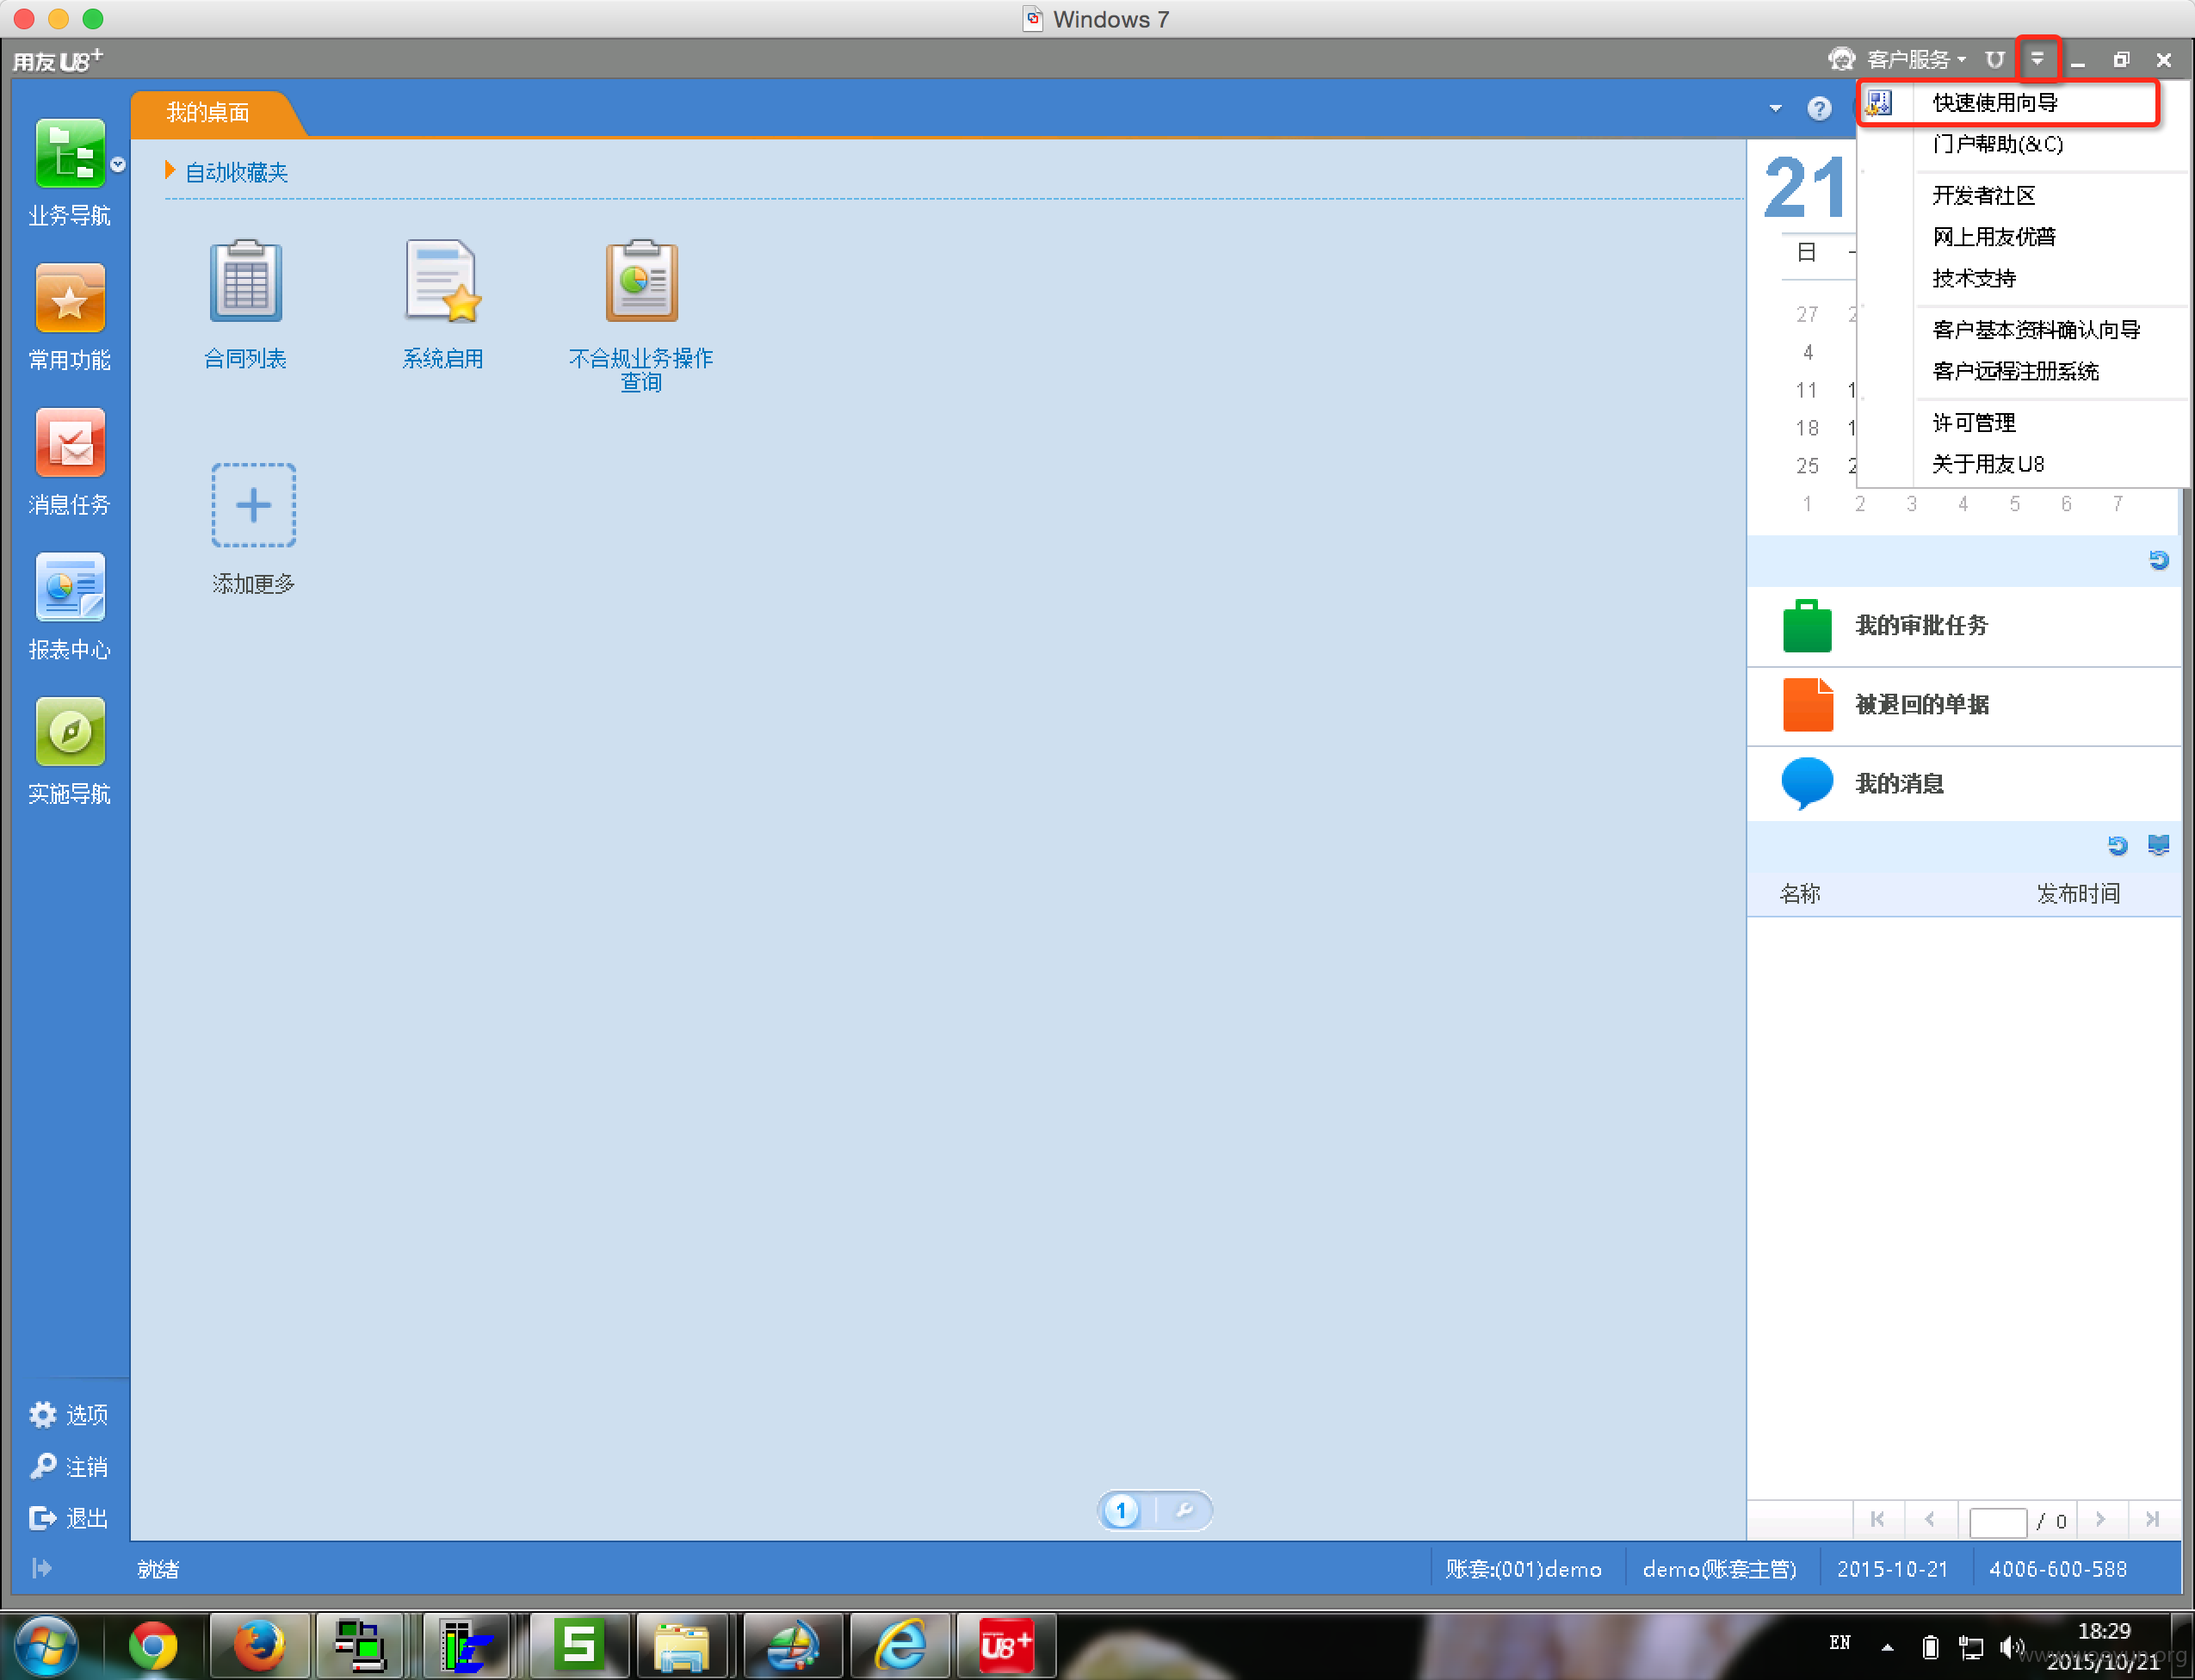 Windows 7
用友 U8+
客户服务
我的桌面
快速使用向导
门户帮助(&C)
开发者社区
网上用友优普
技术支持
客户基本资料确认向导
客户远程注册系统
许可管理
关于用友U8
业务导航
常用功能
消息任务
报表中心
实施导航
自动收藏夹
合同列表
系统启用
不合规业务操作
查询
添加更多
21
日
27
4
11
18
25
1 2 3 4 5 6 7
我的审批任务
被退回的单据
我的消息
名称 发布时间
选项
注销
退出
1
/ 0
就绪
账套:(001)demo
demo(账套主管)
2015-10-21
4006-600-588
S
U8+
EN
18:29
2015/10/21
www.wooyun.org